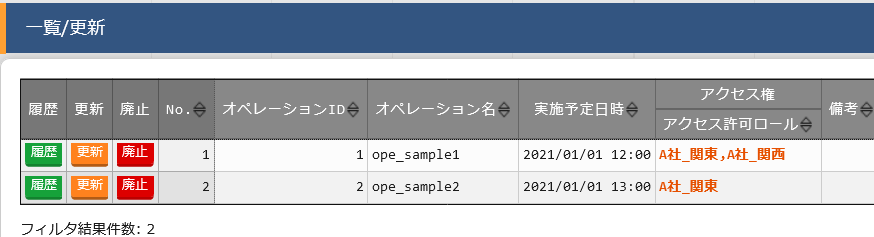 一覧/更新
アクセス権
履歴 更新 廃止 No. オペレーションID オペレーション名 実施予定日時 アクセス許可ロール 備考
履歴 更新 廃止 1 1 ope_sample1 2021/01/01 12:00 A社_関東,A社_関西
履歴 更新 廃止 2 2 ope_sample2 2021/01/01 13:00 A社_関東
フィルタ結果件数: 2